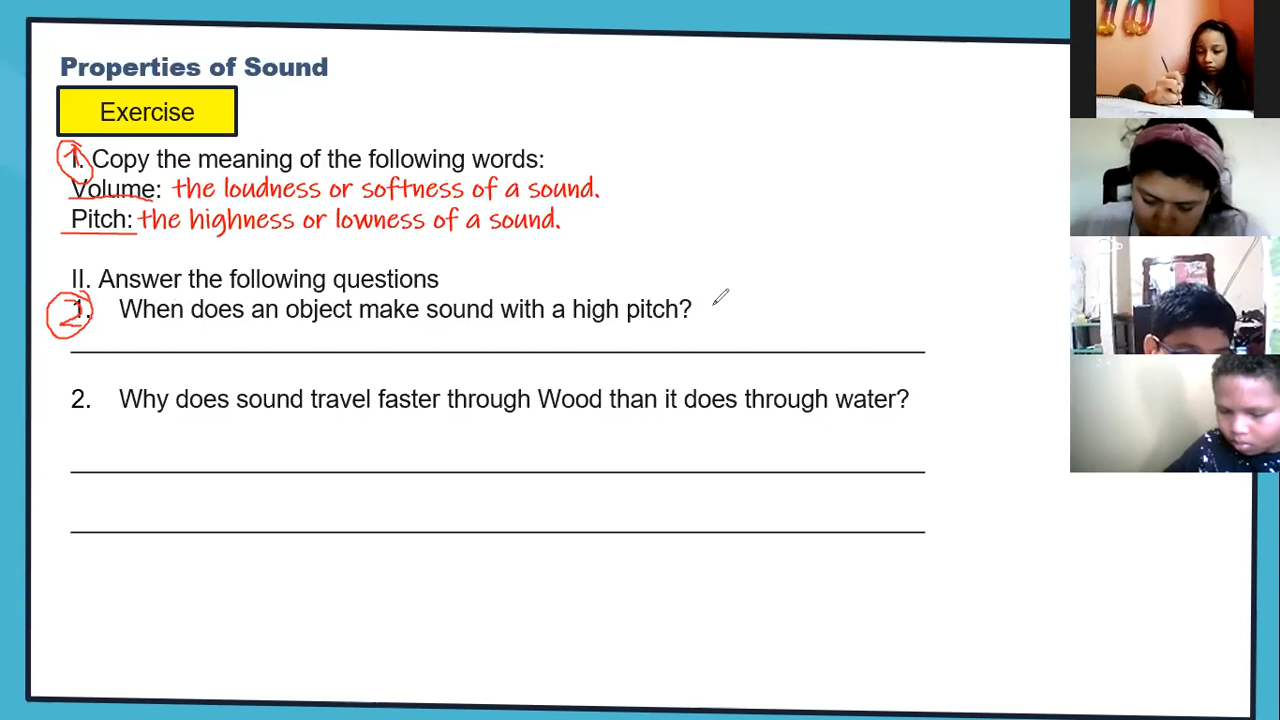 Properties of Sound
Exercise
I. Copy the meaning of the following words:
Volume: the loudness or softness of a sound.
Pitch: the highness or lowness of a sound.
II. Answer the following questions
1. When does an object make sound with a high pitch?
2
2. Why does sound travel faster through Wood than it does through water?
10